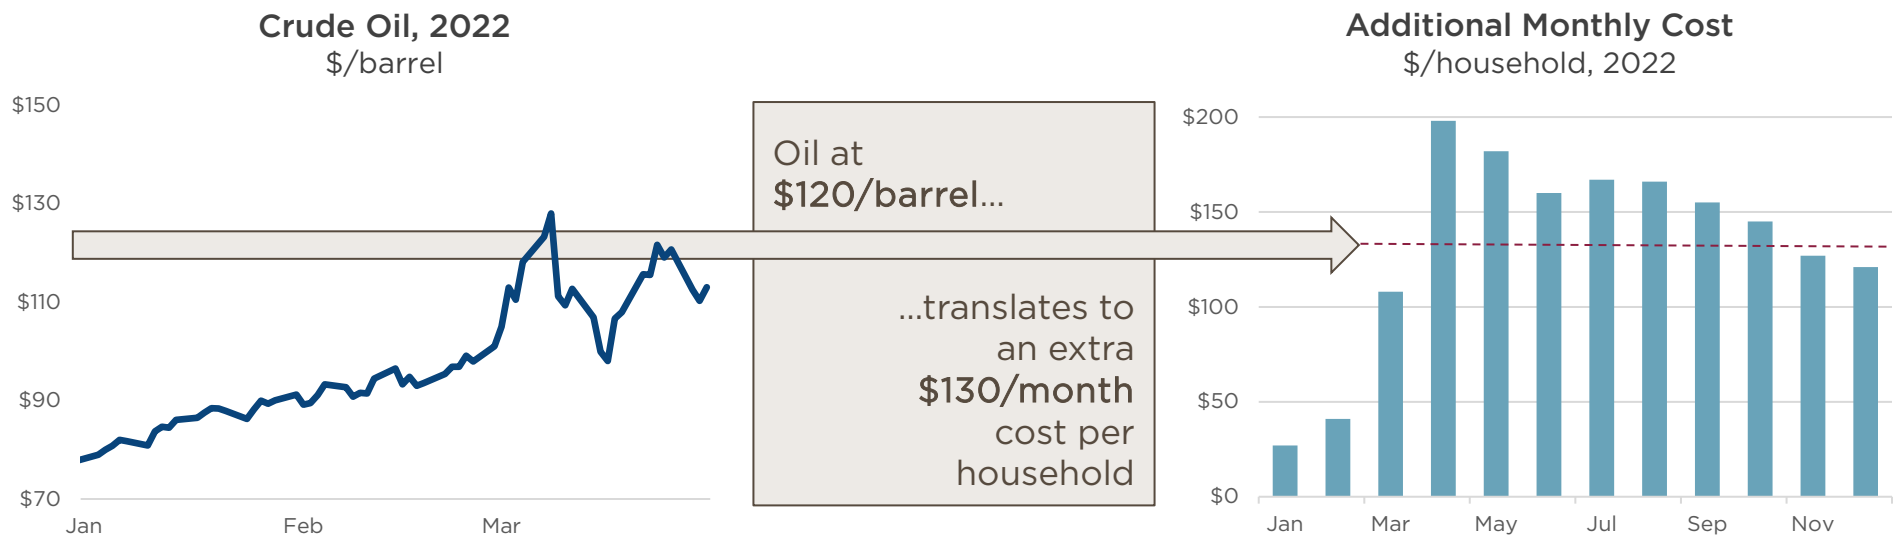 Crude Oil, 2022
$/barrel
$150
$130
$110
$90
$70
Jan Feb Mar
Oil at
$120/barrel...
...translates to
an extra
$130/month
cost per
household
Additional Monthly Cost
$/household, 2022
$200
$150
$100
$50
$0
Jan Mar May Jul Sep Nov